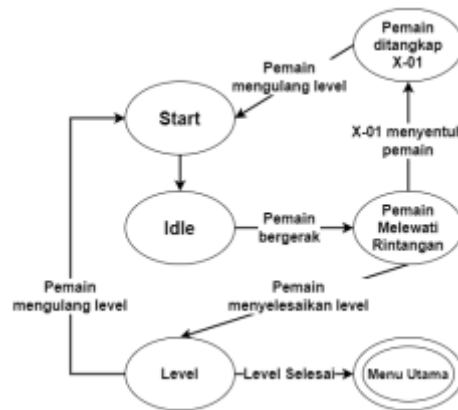 Pemain
ditangkap
X-01
Pemain
mengulang level
Start
X-01 menyentuh
pemain
Idle
Pemain
bergerak
Pemain
Melewati
Rintangan
Pemain
mengulang level
Pemain
menyelesaikan level
Level
Level Selesai
Menu Utama